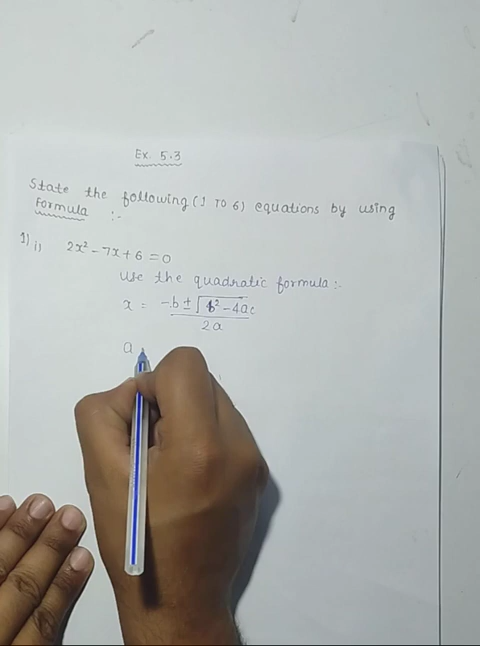 Ex. 5.3
State the following (1 TO 6) equations by using
Formula :-
1) i) 2x² - 7x + 6 = 0
Use the quadratic formula :-
x = -b ± √b² - 4ac
2a
a